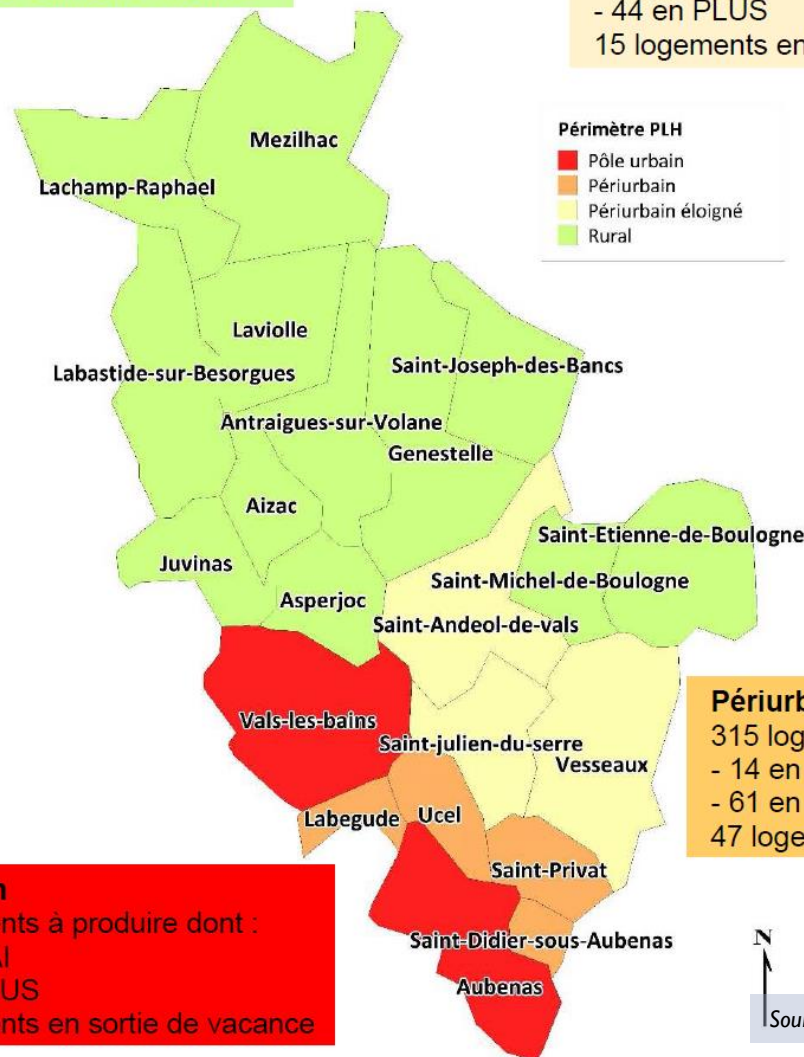 - 44 en PLUS
15 logements en
Périmètre PLH
Pôle urbain
Périurbain
Périurbain éloigné
Rural
Mezilhac
Lachamp-Raphael
Laviolle
Labastide-sur-Besorgues
Saint-Joseph-des-Bancs
Antraigues-sur-Volane
Genestelle
Aizac
Saint-Etienne-de-Boulogne
Juvinas
Saint-Michel-de-Boulogne
Asperjoc
Saint-Andeol-de-vals
Vals-les-bains
Saint-julien-du-serre
Vesseaux
Labegude
Ucel
Saint-Privat
Saint-Didier-sous-Aubenas
Aubenas
Périurb
315 log
- 14 en
- 61 en
47 loge
n
nts à produire dont :
AI
US
nts en sortie de vacance
N
Sour